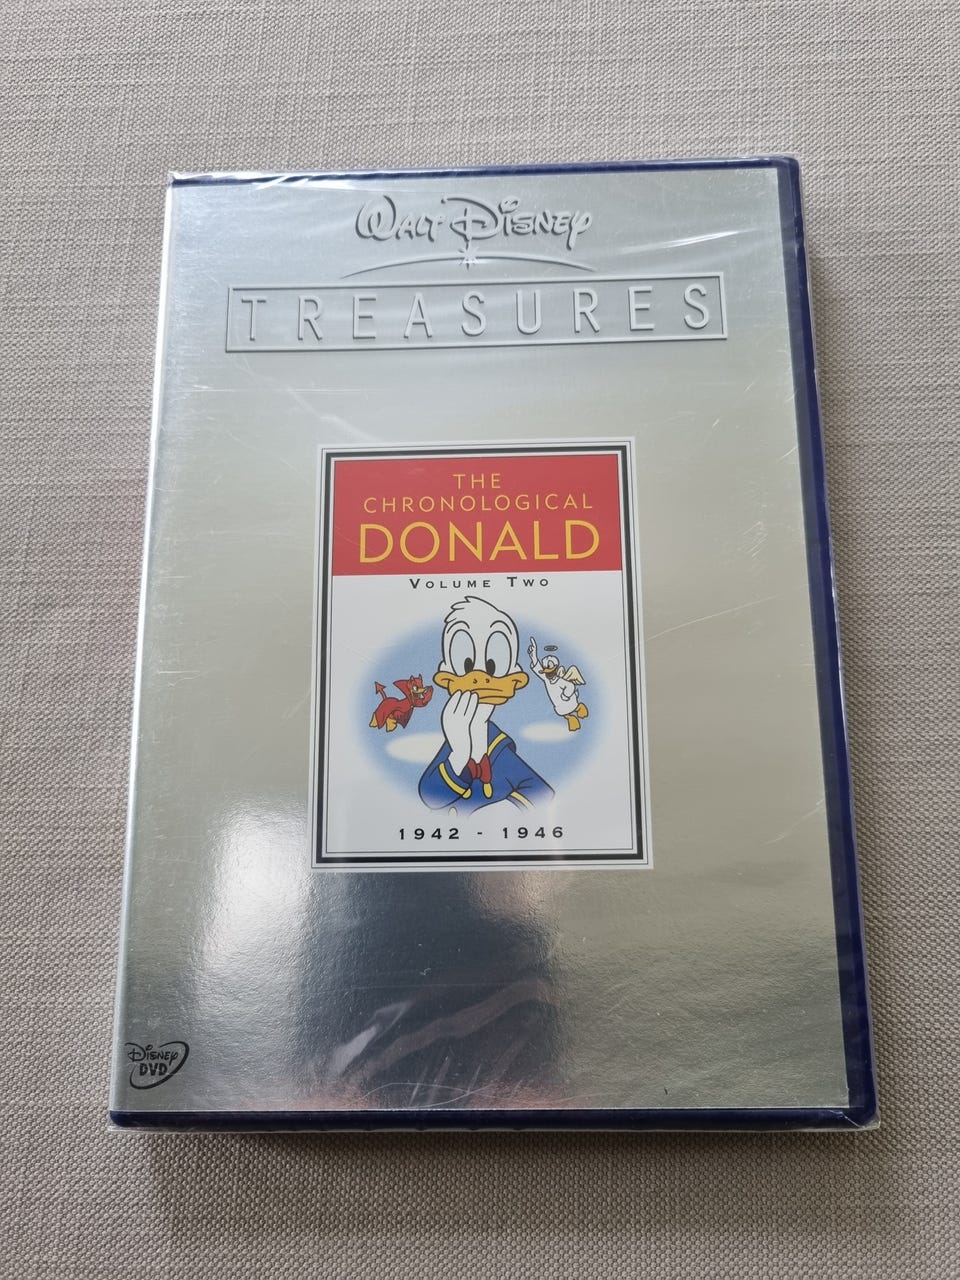 WALT DISNEY
TREASURES
THE
CHRONOLOGICAL
DONALD
VOLUME TWO
1942 - 1946
DISNEY
DVD